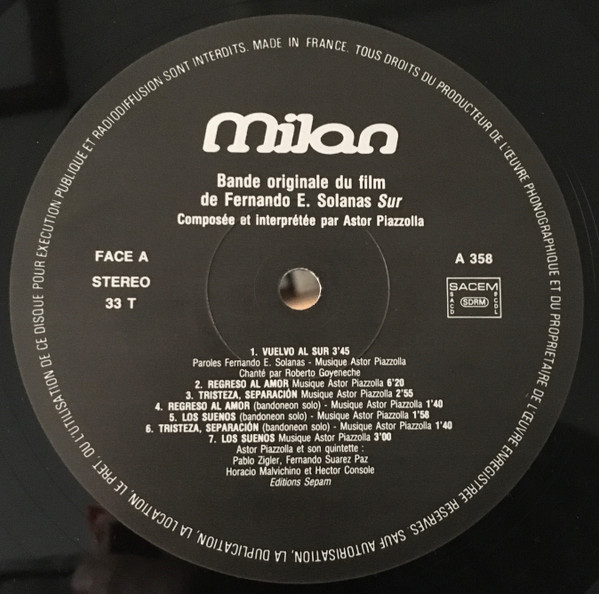 TOUS DROITS DU PRODUCTEUR DE L'ŒUVRE PHONOGRAPHIQUE ET DU PROPRIÉTAIRE DE L'ŒUVRE ENREGISTRÉE RÉSERVÉS. SAUF AUTORISATION, LA DUPLICATION, LA LOCATION, LE PRÊT, OU L'UTILISATION DE CE DISQUE POUR EXECUTION PUBLIQUE ET RADIODIFFUSION SONT INTERDITS. MADE IN FRANCE.
milan
Bande originale du film
de Fernando E. Solanas Sur
Composée et interprétée par Astor Piazzolla
FACE A
STEREO
33 T
A 358
SACEM
SACD
SDRM
1. VUELVO AL SUR 3'45
Paroles Fernando E. Solanas - Musique Astor Piazzolla
Chanté par Roberto Goyeneche
2. REGRESO AL AMOR Musique Astor Piazzolla 6'20
3. TRISTEZA, SEPARACIÓN Musique Astor Piazzolla 2'55
4. REGRESO AL AMOR (bandoneon solo) - Musique Astor Piazzolla 1'40
5. LOS SUENOS (bandoneon solo) - Musique Astor Piazzolla 1'58
6. TRISTEZA, SEPARACIÓN (bandoneon solo) - Musique Astor Piazzolla 1'40
7. LOS SUENOS Musique Astor Piazzolla 3'00
Astor Piazzolla et son quintette :
Pablo Zigler, Fernando Suarez Paz
Horacio Malvichino et Hector Console
Editions Sepam